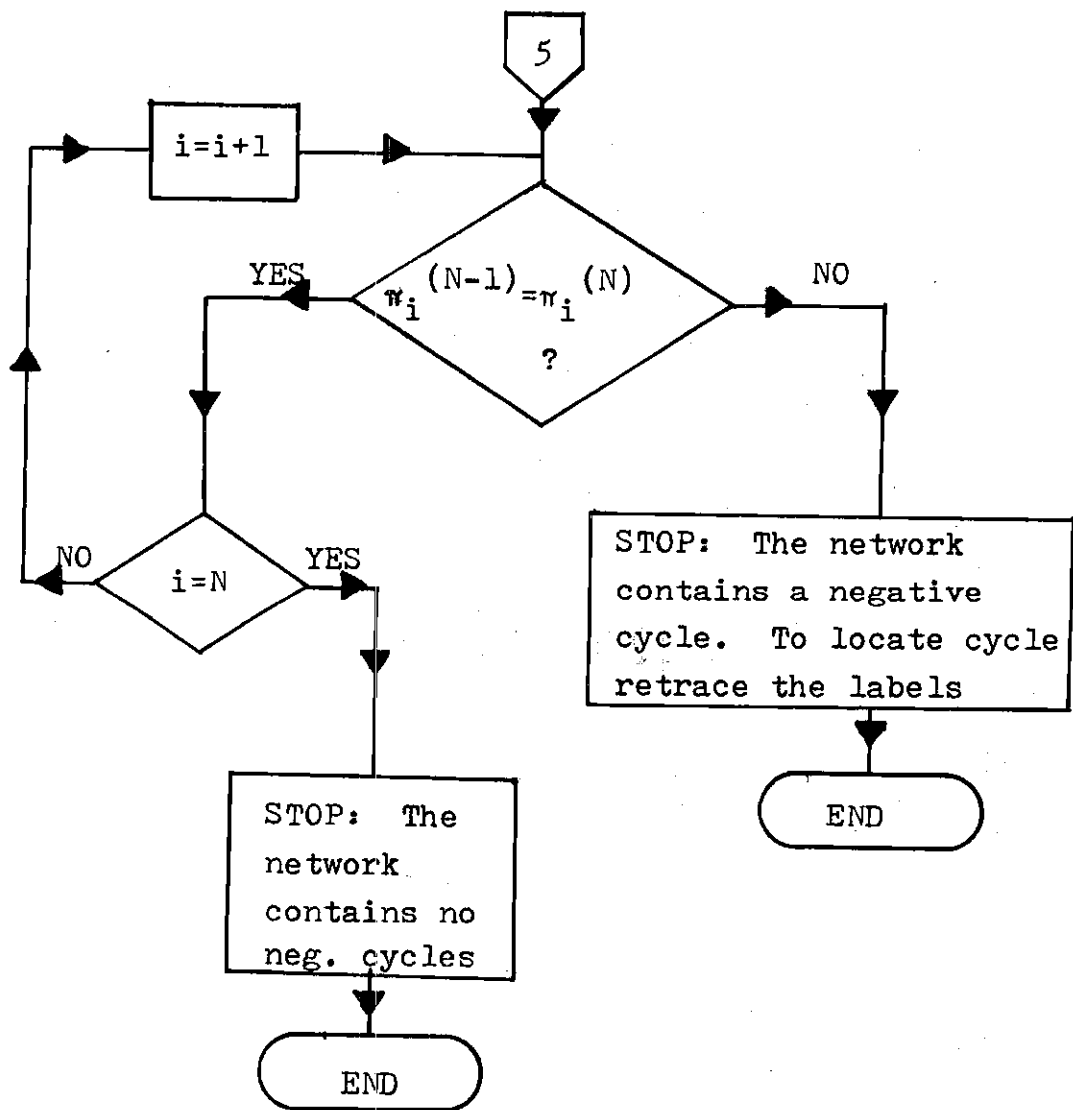 5
i=i+1
YES
NO
πᵢ^(N-1)=πᵢ^(N)
?
NO
YES
i=N
STOP: The network
contains a negative
cycle. To locate cycle
retrace the labels
END
STOP: The
network
contains no
neg. cycles
END